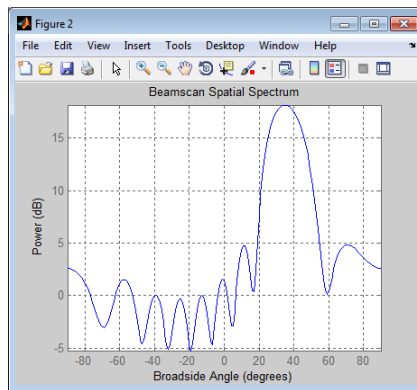 Figure 2
File Edit View Insert Tools Desktop Window Help
Beamscan Spatial Spectrum
Power (dB)
15
10
5
0
-5
-80 -60 -40 -20 0 20 40 60 80
Broadside Angle (degrees)